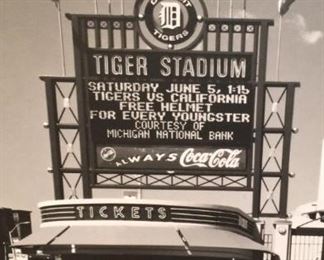 DETROIT
D
TIGERS
TIGER STADIUM
SATURDAY JUNE 5, 1:15
TIGERS VS CALIFORNIA
FREE HELMET
FOR EVERY YOUNGSTER
COURTESY OF
MICHIGAN NATIONAL BANK
ALWAYS Coca-Cola
TICKETS